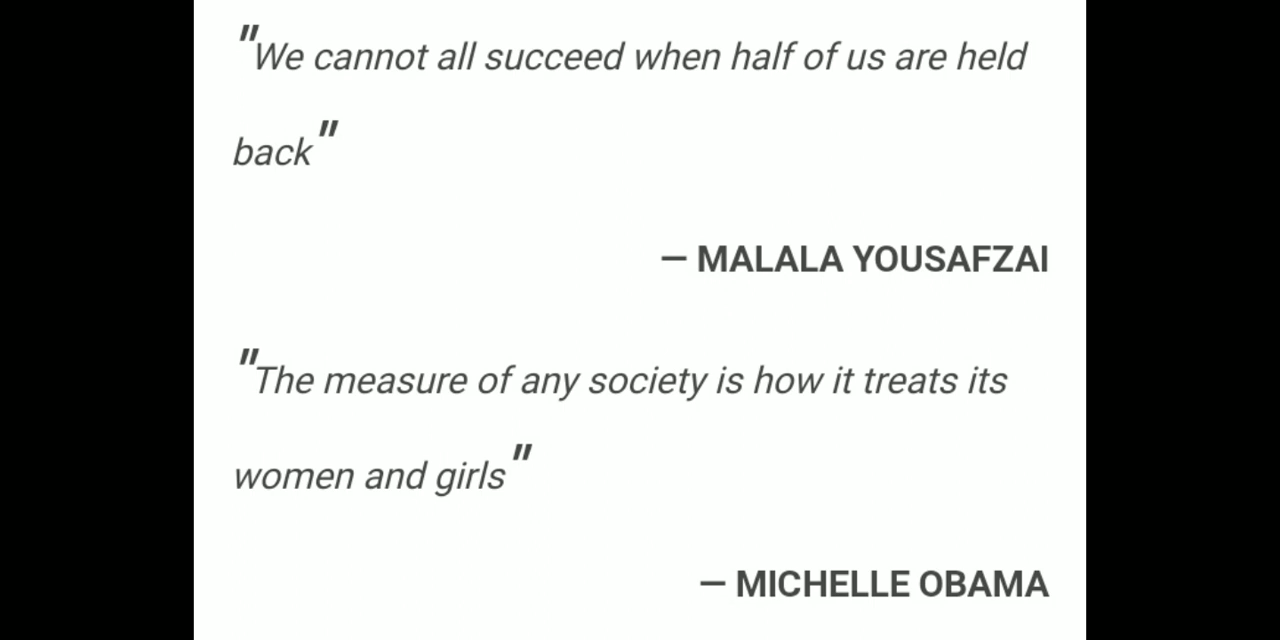 "We cannot all succeed when half of us are held
back"
— MALALA YOUSAFZAI
"The measure of any society is how it treats its
women and girls"
— MICHELLE OBAMA